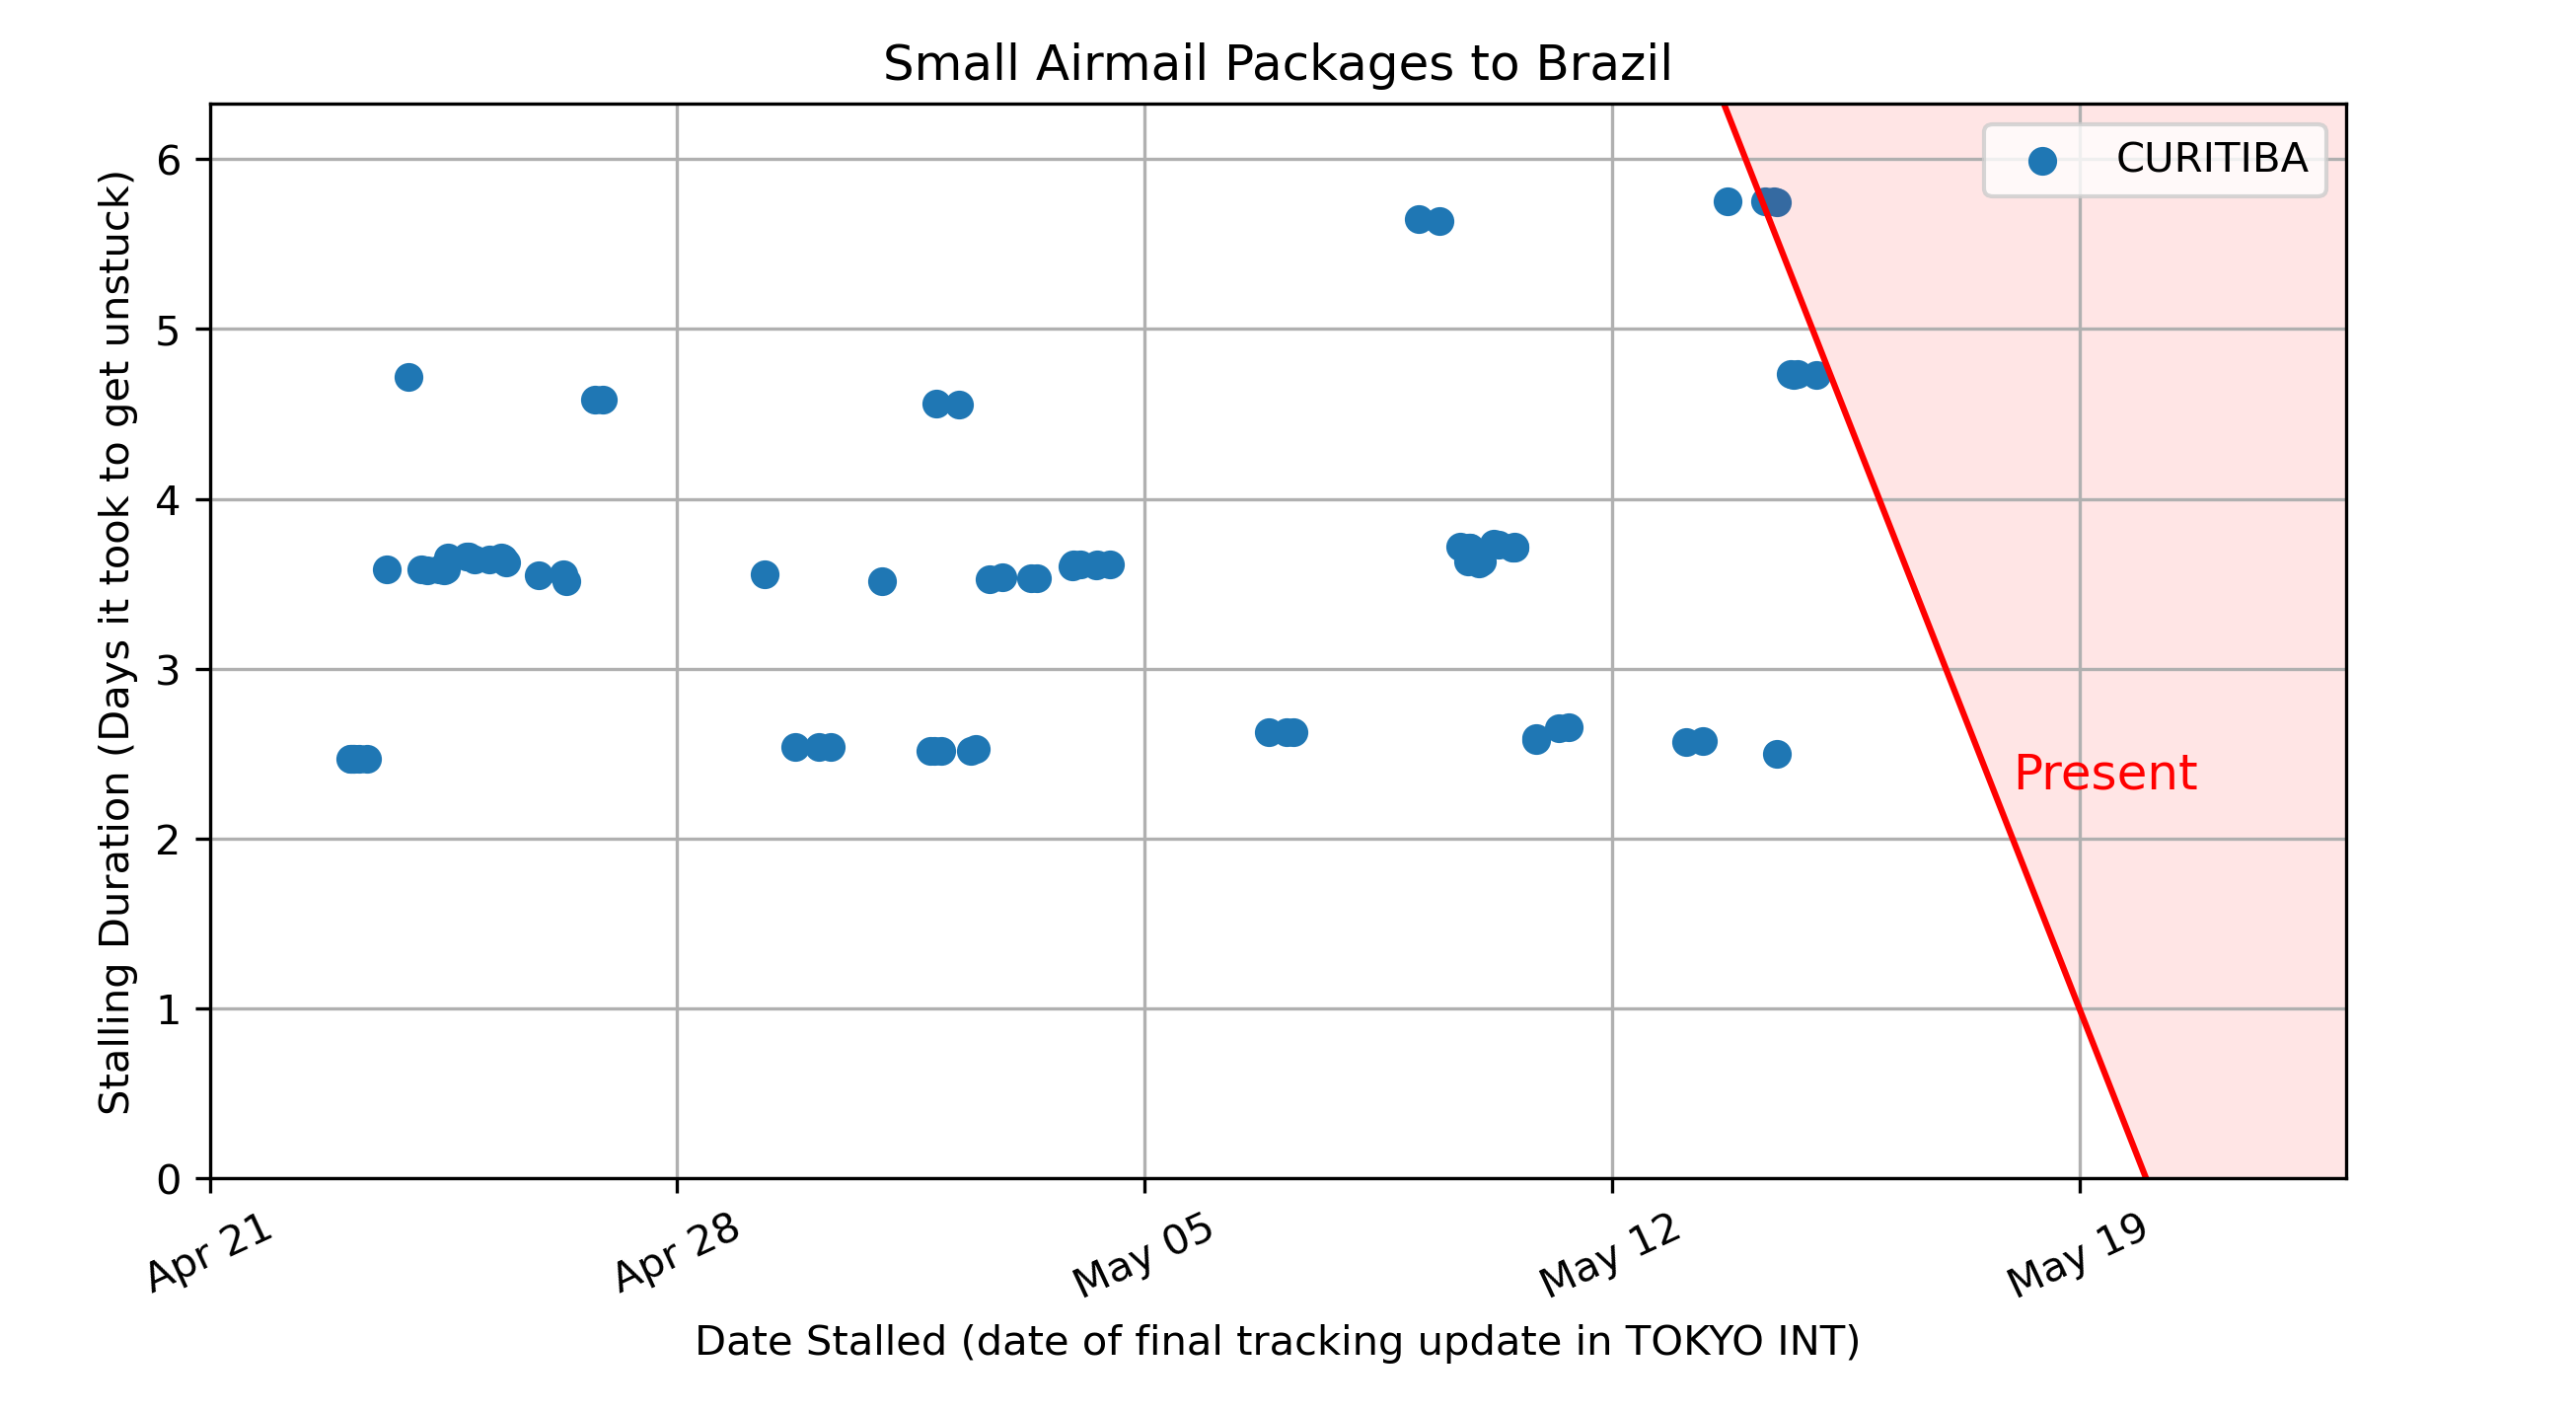 Small Airmail Packages to Brazil
Stalling Duration (Days it took to get unstuck)
6
5
4
3
2
1
0
CURITIBA
Present
Apr 21
Apr 28
May 05
May 12
May 19
Date Stalled (date of final tracking update in TOKYO INT)